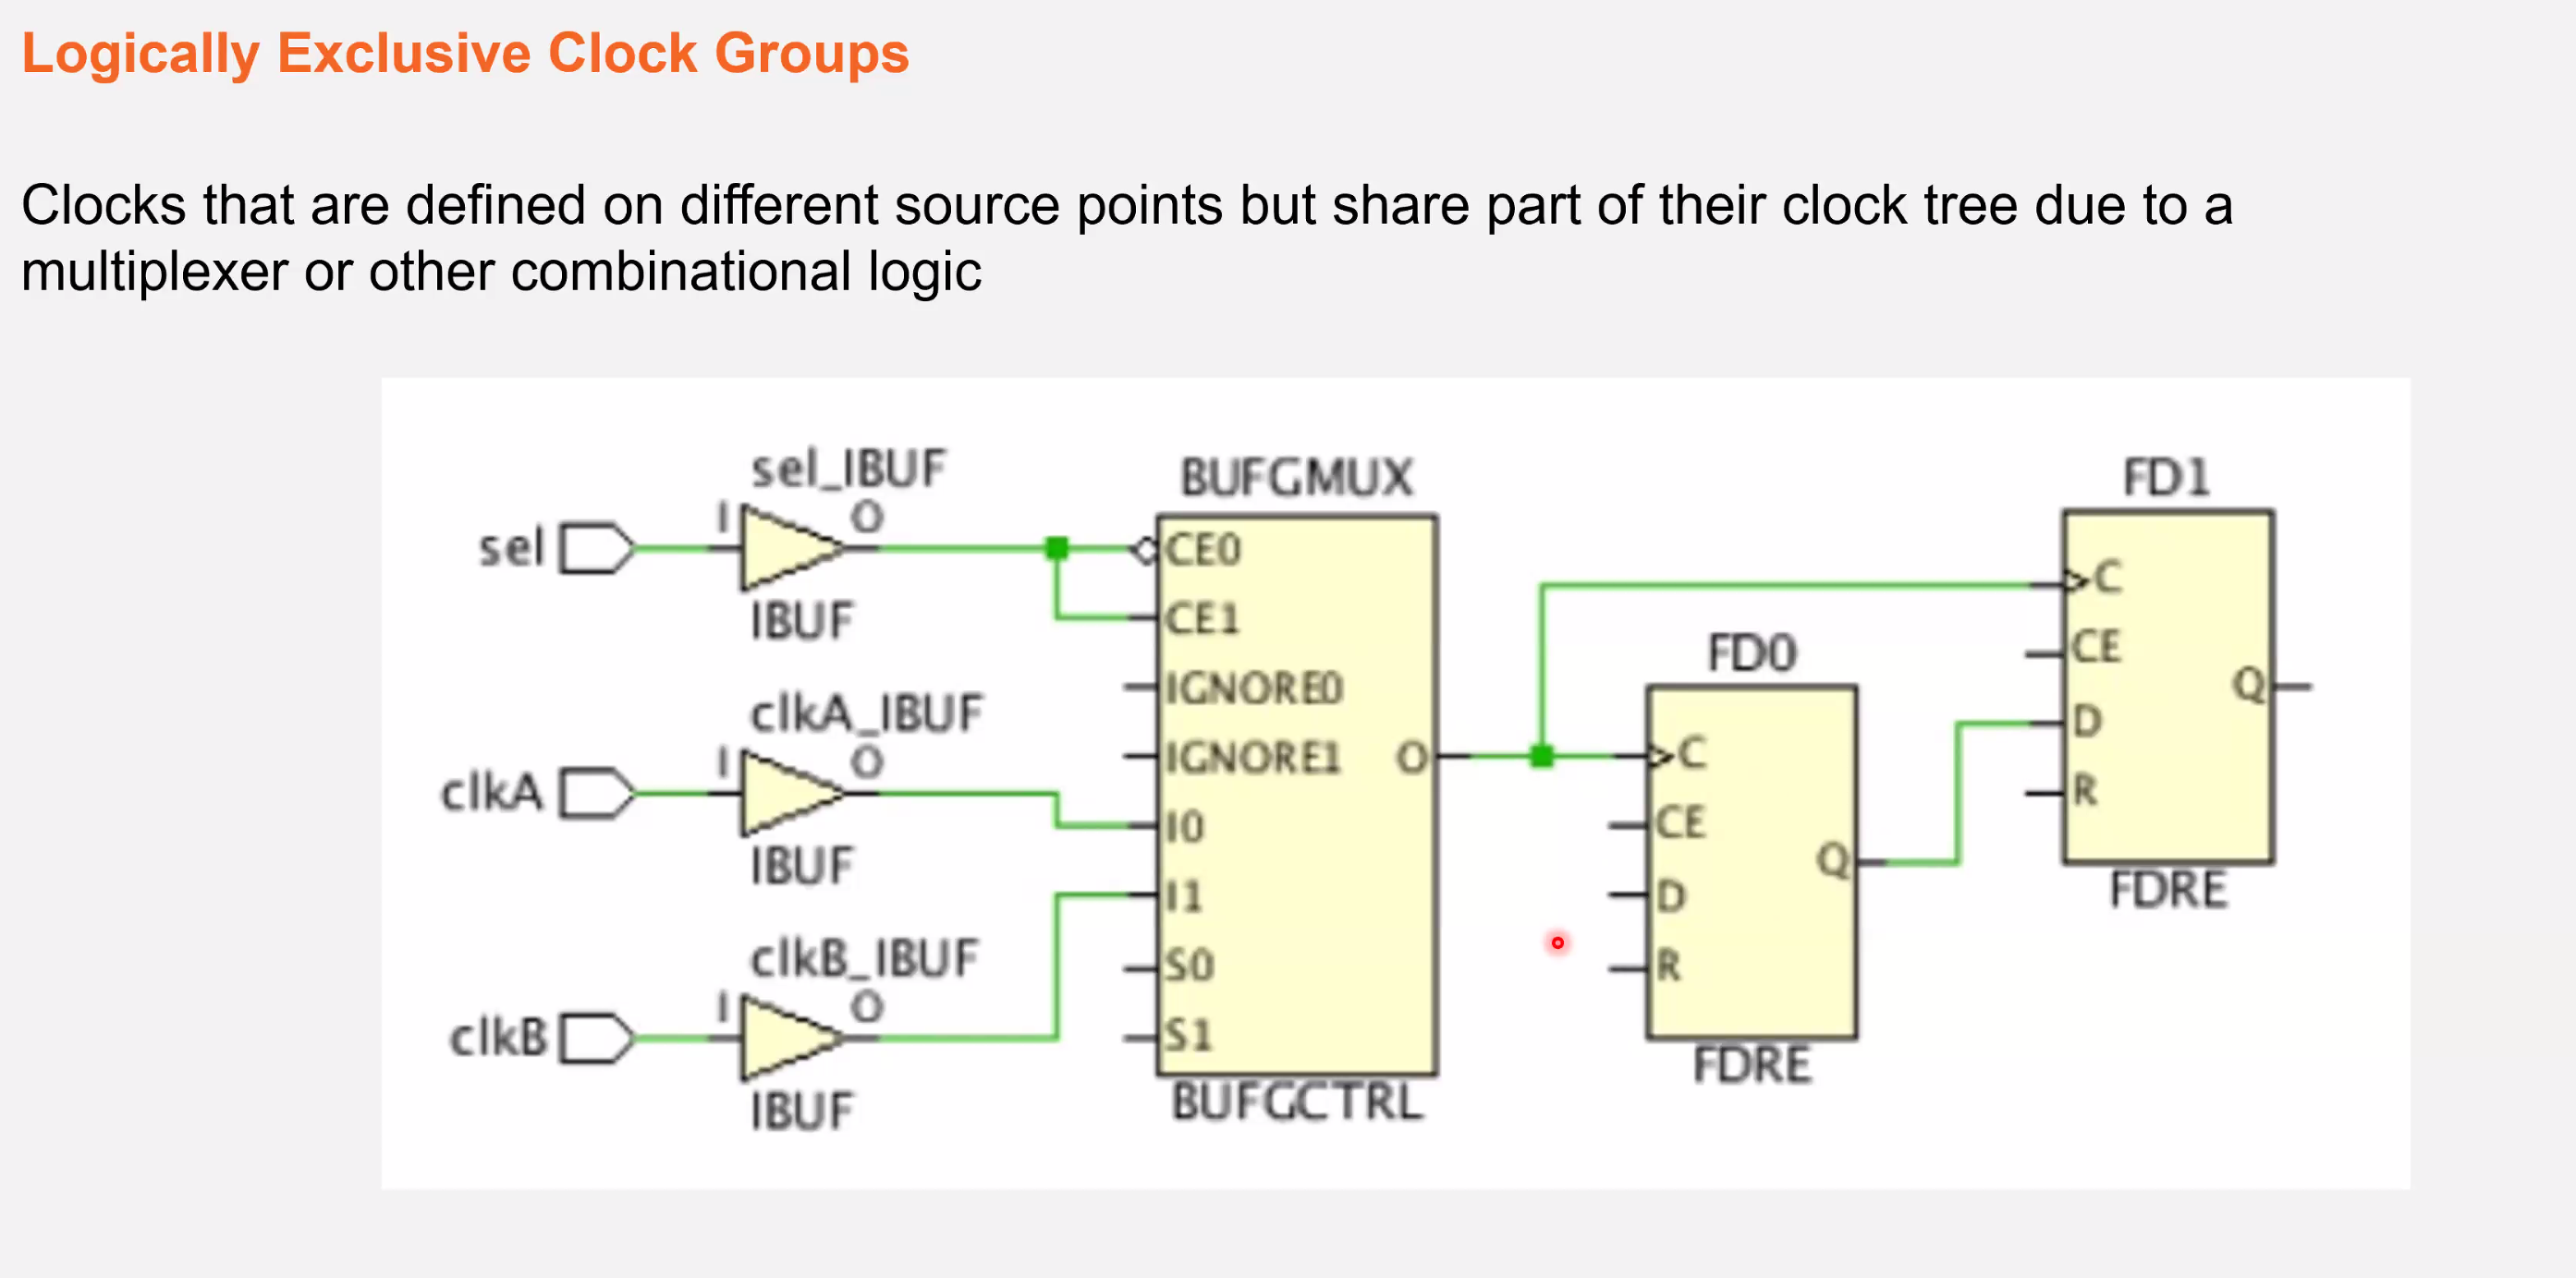 Logically Exclusive Clock Groups
Clocks that are defined on different source points but share part of their clock tree due to a
multiplexer or other combinational logic
sel_IBUF
I
O
sel
IBUF
clkA_IBUF
I
O
clkA
IBUF
clkB_IBUF
I
O
clkB
IBUF
BUFGMUX
CE0
CE1
IGNORE0
IGNORE1
O
I0
I1
S0
S1
BUFGCTRL
FD0
C
CE
Q
D
R
FDRE
FD1
C
CE
Q
D
R
FDRE